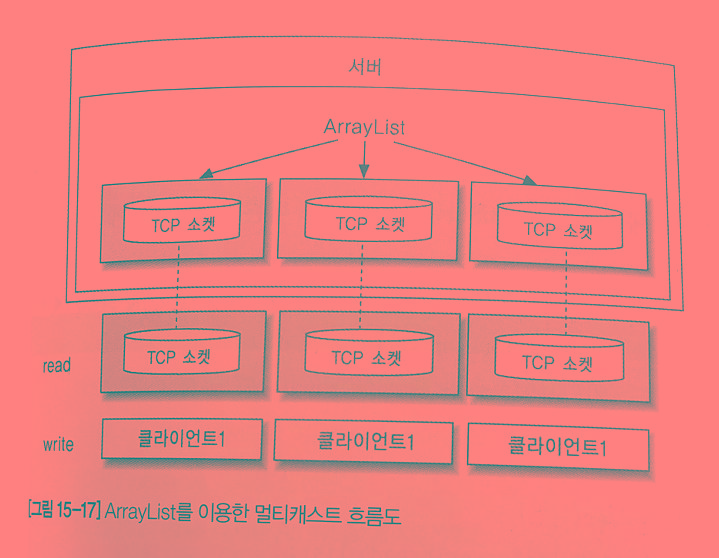 서버
ArrayList
TCP 소켓 TCP 소켓 TCP 소켓
read TCP 소켓 TCP 소켓 TCP 소켓
write 클라이언트1 클라이언트1 클라이언트1
[그림 15-17] ArrayList를 이용한 멀티캐스트 흐름도